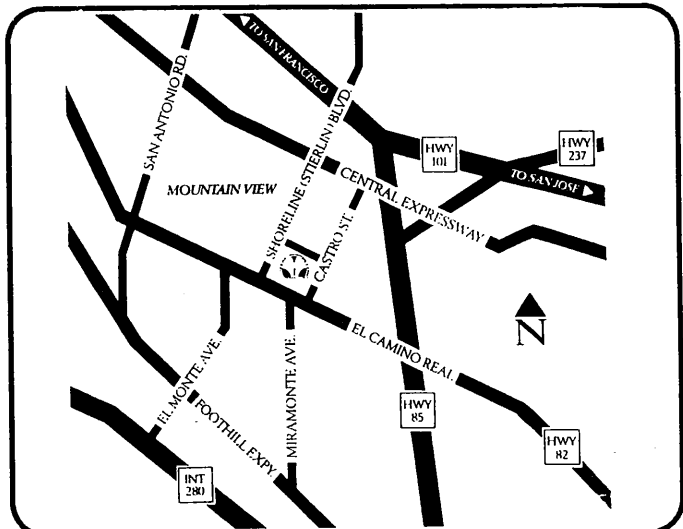 TO SAN FRANCISCO
SAN ANTONIO RD.
SHORELINE (STIERLIN) BLVD.
HWY
101
HWY
237
TO SAN JOSE
MOUNTAIN VIEW
CENTRAL EXPRESSWAY
CASTRO ST.
N
EL CAMINO REAL
EL MONTE AVE.
MIRAMONTE AVE.
FOOTHILL EXPY.
HWY
85
HWY
82
INT
280